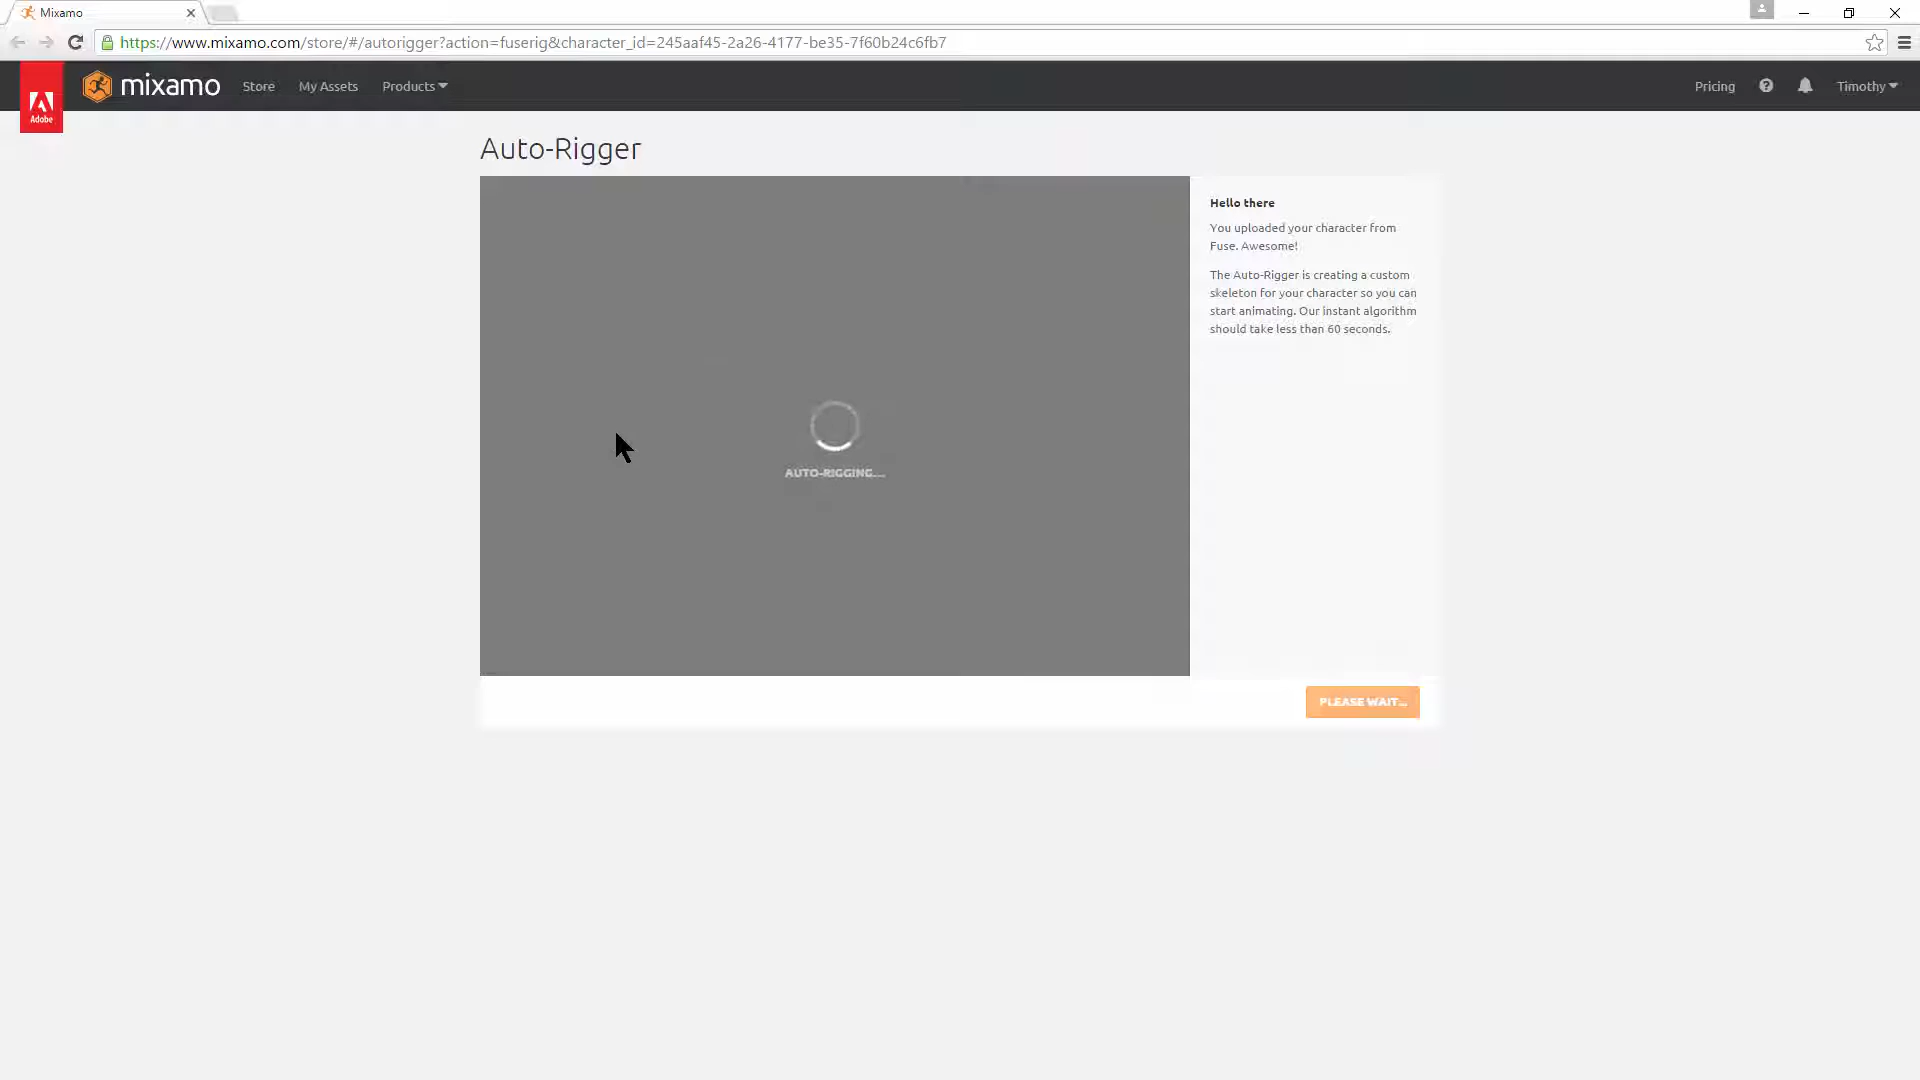 Mixamo
https://www.mixamo.com/store/#/autorigger?action=fuserig&character_id=245aaf45-2a26-4177-be35-7f60b24c6fb7
Adobe
mixamo
Store
My Assets
Products
Pricing
Timothy
Auto-Rigger
AUTO-RIGGING...
Hello there
You uploaded your character from
Fuse. Awesome!
The Auto-Rigger is creating a custom
skeleton for your character so you can
start animating. Our instant algorithm
should take less than 60 seconds.
PLEASE WAIT...